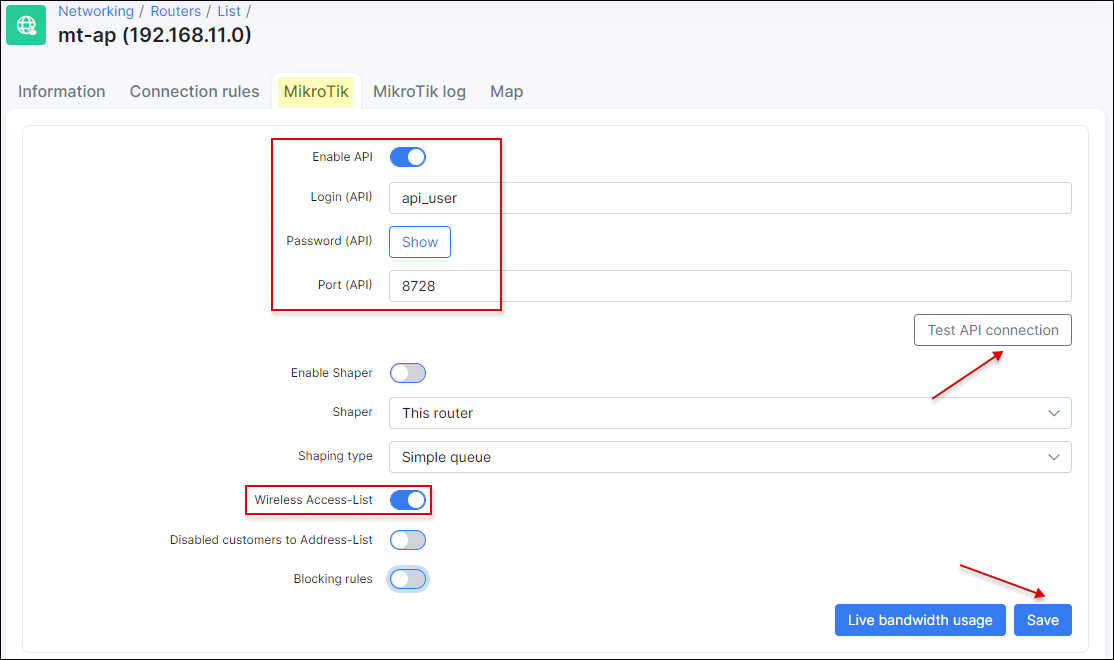 Networking / Routers / List /
mt-ap (192.168.11.0)
Information Connection rules MikroTik MikroTik log Map
Enable API
Login (API) api_user
Password (API) Show
Port (API) 8728
Test API connection
Enable Shaper
Shaper This router
Shaping type Simple queue
Wireless Access-List
Disabled customers to Address-List
Blocking rules
Live bandwidth usage Save